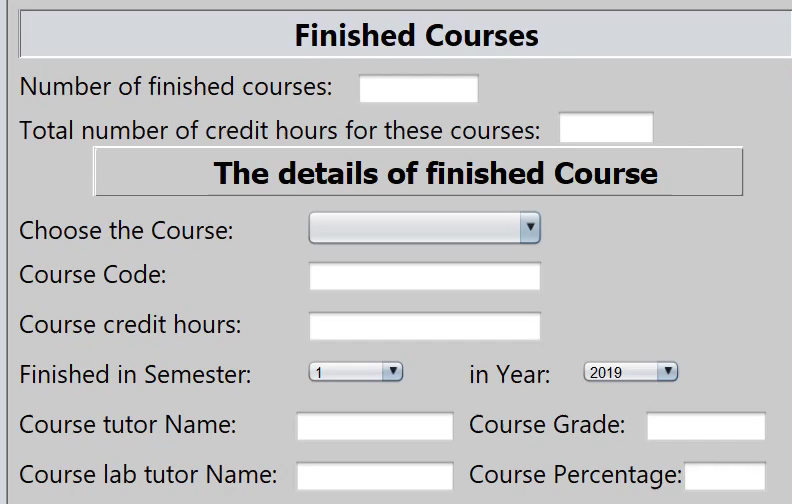 Finished Courses
Number of finished courses:
Total number of credit hours for these courses:
The details of finished Course
Choose the Course:
Course Code:
Course credit hours:
Finished in Semester: 1 in Year: 2019
Course tutor Name: Course Grade:
Course lab tutor Name: Course Percentage: